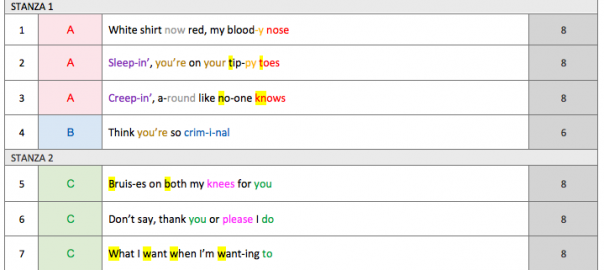 STANZA 1
1 A White shirt now red, my blood-y nose 8
2 A Sleep-in', you're on your tip-py toes 8
3 A Creep-in', a-round like no-one knows 8
4 B Think you're so crim-i-nal 6
STANZA 2
5 C Bruis-es on both my knees for you 8
6 C Don't say, thank you or please I do 8
7 C What I want when I'm want-ing to 8